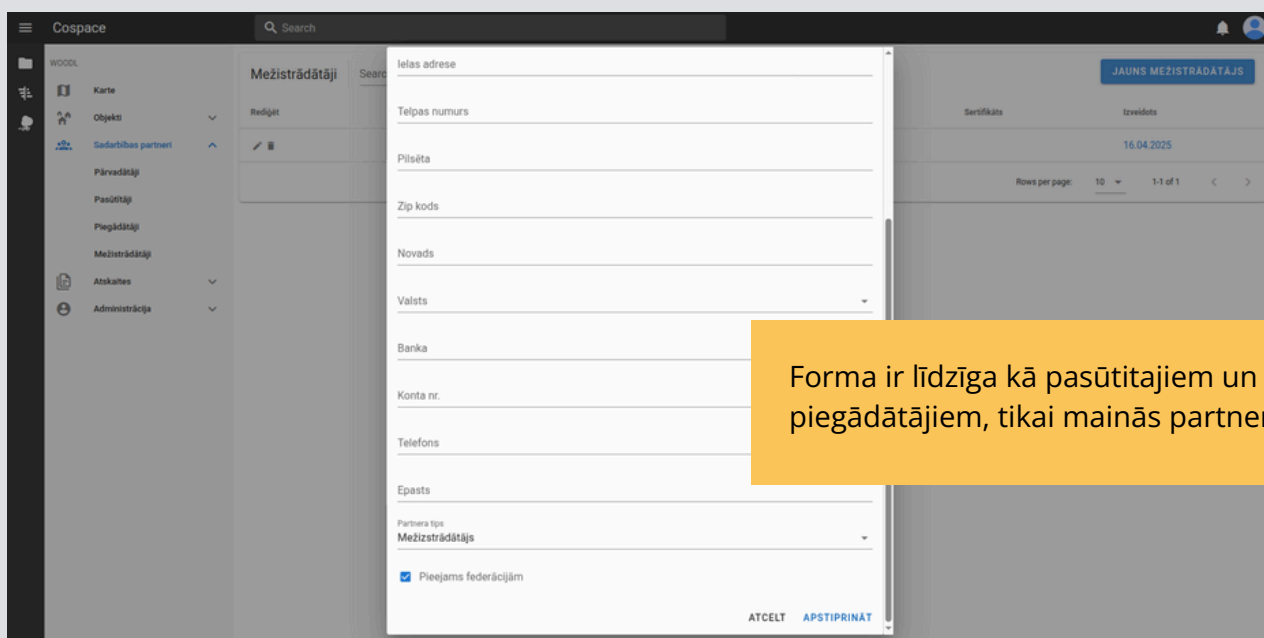 Cospace
Search
WOODL
Karte
Objekti
Sadarbības partneri
Pārvadātāji
Pasūtītāji
Piegādātāji
Mežistrādātāji
Atskaites
Administrācija
Mežistrādātāji
Searc
JAUNS MEŽISTRĀDĀTĀJS
Rediģēt
Sertifikāts
Izveidots
16.04.2025
Rows per page: 10 1-1 of 1
Ielas adrese
Telpas numurs
Pilsēta
Zip kods
Novads
Valsts
Banka
Konta nr.
Telefons
Epasts
Partnera tips
Mežizstrādātājs
Pieejams federācijām
ATCELT APSTIPRINĀT
Forma ir līdzīga kā pasūtitajiem un
piegādātājiem, tikai mainās partner